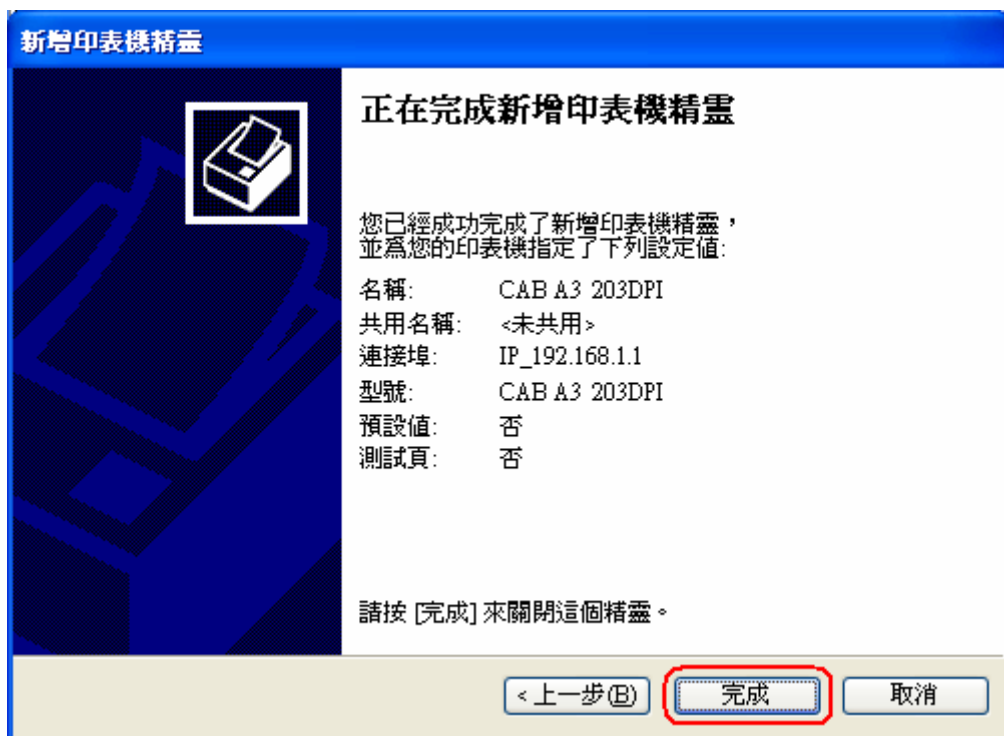 新增印表機精靈
正在完成新增印表機精靈
您已經成功完成了新增印表機精靈，
並為您的印表機指定了下列設定值:
名稱: CAB A3 203DPI
共用名稱: <未共用>
連接埠: IP_192.168.1.1
型號: CAB A3 203DPI
預設值: 否
測試頁: 否
請按 [完成] 來關閉這個精靈。
< 上一步(B) 完成 取消